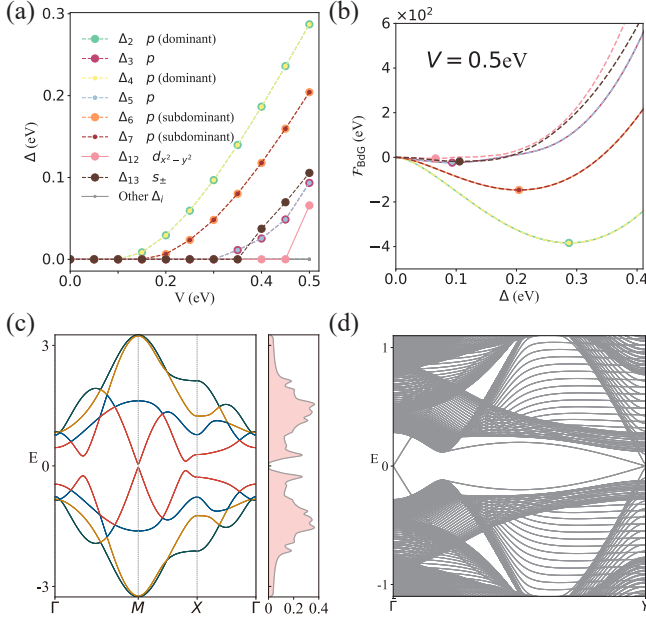 (a)
0.3
0.2
0.1
0.0
Δ (eV)
Δ2 p (dominant)
Δ3 p
Δ4 p (dominant)
Δ5 p
Δ6 p (subdominant)
Δ7 p (subdominant)
Δ12 dx²−y²
Δ13 s±
Other Δi
0.0 0.1 0.2 0.3 0.4 0.5
V (eV)
(b)
×10²
6
4
2
0
−2
−4
FBdG
V = 0.5eV
0.0 0.1 0.2 0.3 0.4
Δ (eV)
(c)
3
E 0
-3
Γ M X Γ
0 0.2 0.4
(d)
1
E 0
-1
Γ Y